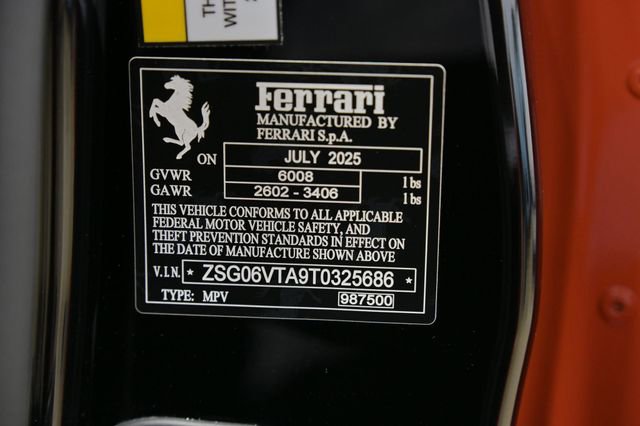 TH
WIT
Ferrari
MANUFACTURED BY
FERRARI S.p.A.
ON JULY 2025
GVWR 6008 lbs
GAWR 2602 - 3406 lbs
THIS VEHICLE CONFORMS TO ALL APPLICABLE
FEDERAL MOTOR VEHICLE SAFETY, AND
THEFT PREVENTION STANDARDS IN EFFECT ON
THE DATE OF MANUFACTURE SHOWN ABOVE
V.I.N. * ZSG06VTA9T0325686 *
TYPE: MPV 987500